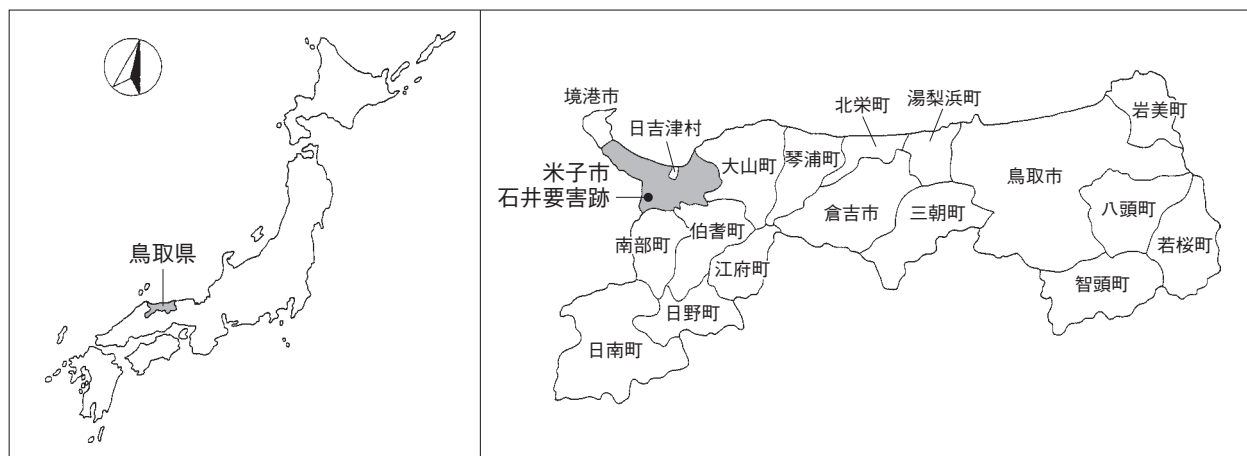 鳥取県
境港市
日吉津村
米子市
石井要害跡
大山町
琴浦町
北栄町
湯梨浜町
岩美町
鳥取市
倉吉市
三朝町
八頭町
若桜町
智頭町
南部町
伯耆町
江府町
日野町
日南町